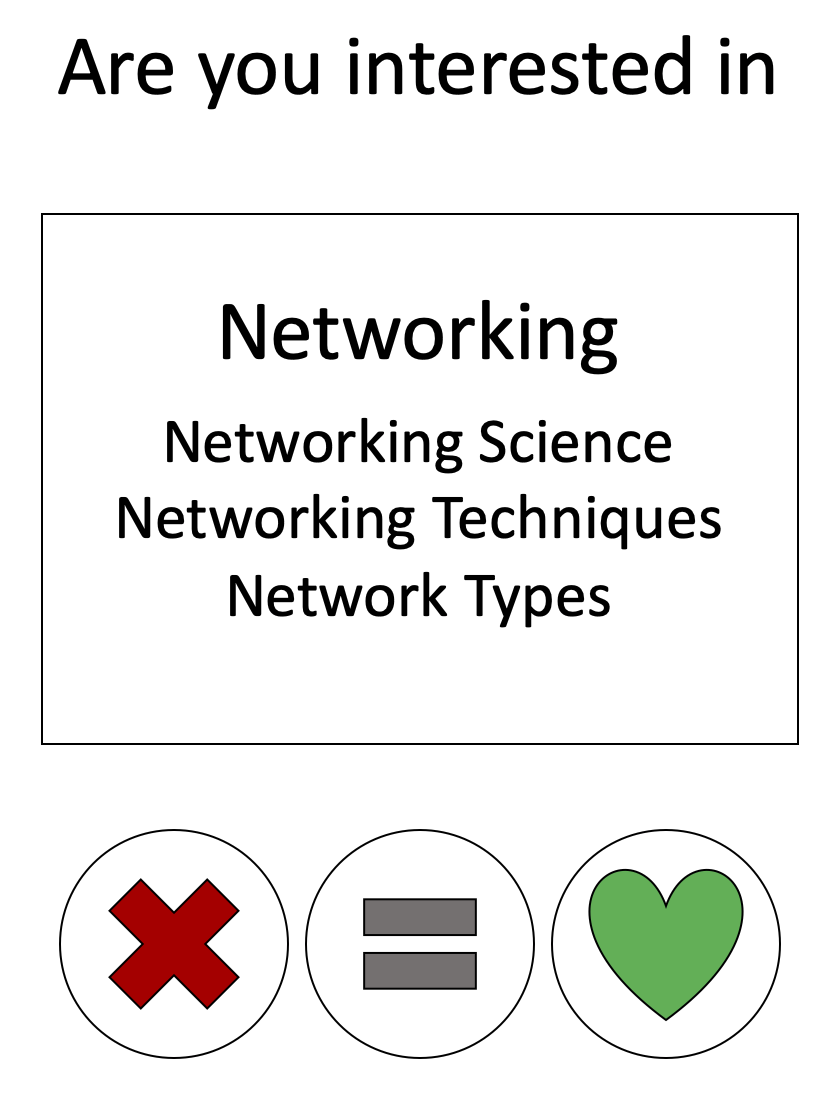 Are you interested in
Networking
Networking Science
Networking Techniques
Network Types